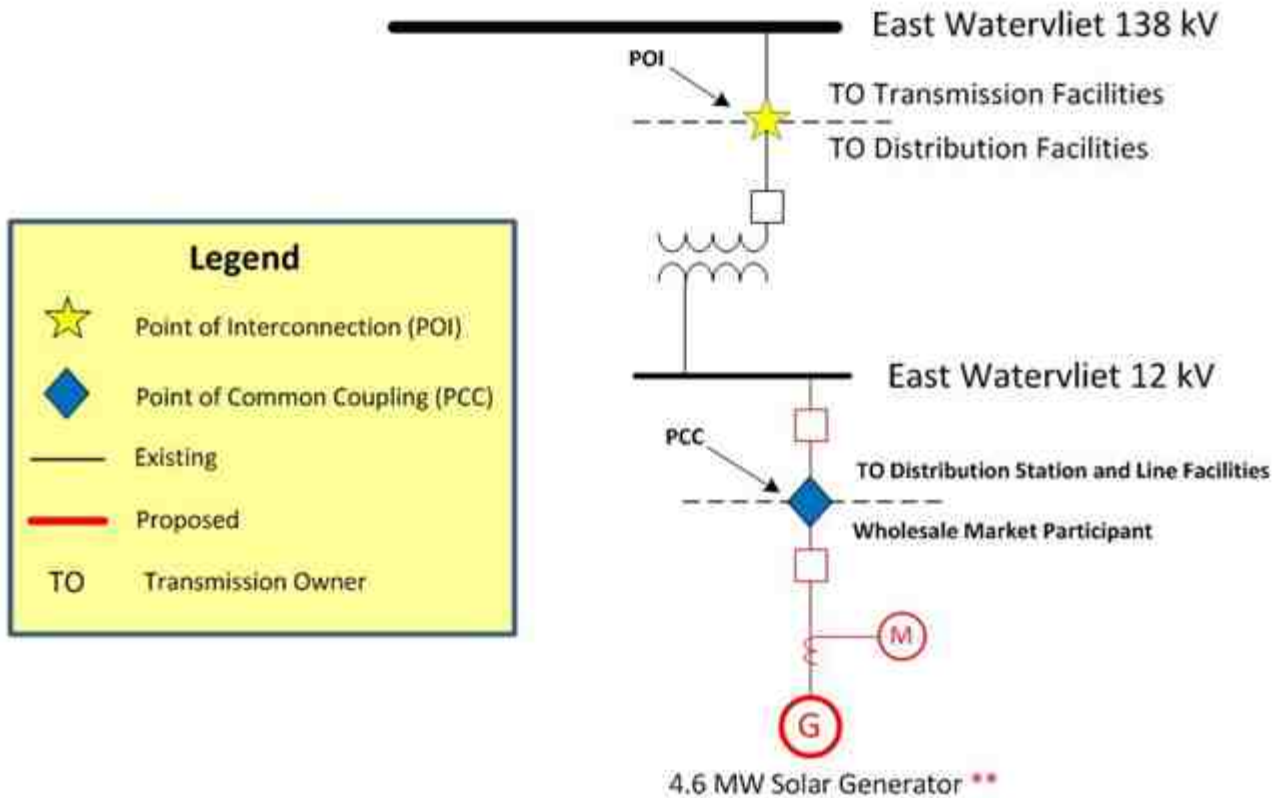 East Watervliet 138 kV
POI
TO Transmission Facilities
TO Distribution Facilities
Legend
Point of Interconnection (POI)
Point of Common Coupling (PCC)
Existing
Proposed
TO Transmission Owner
East Watervliet 12 kV
PCC
TO Distribution Station and Line Facilities
Wholesale Market Participant
M
G
4.6 MW Solar Generator **